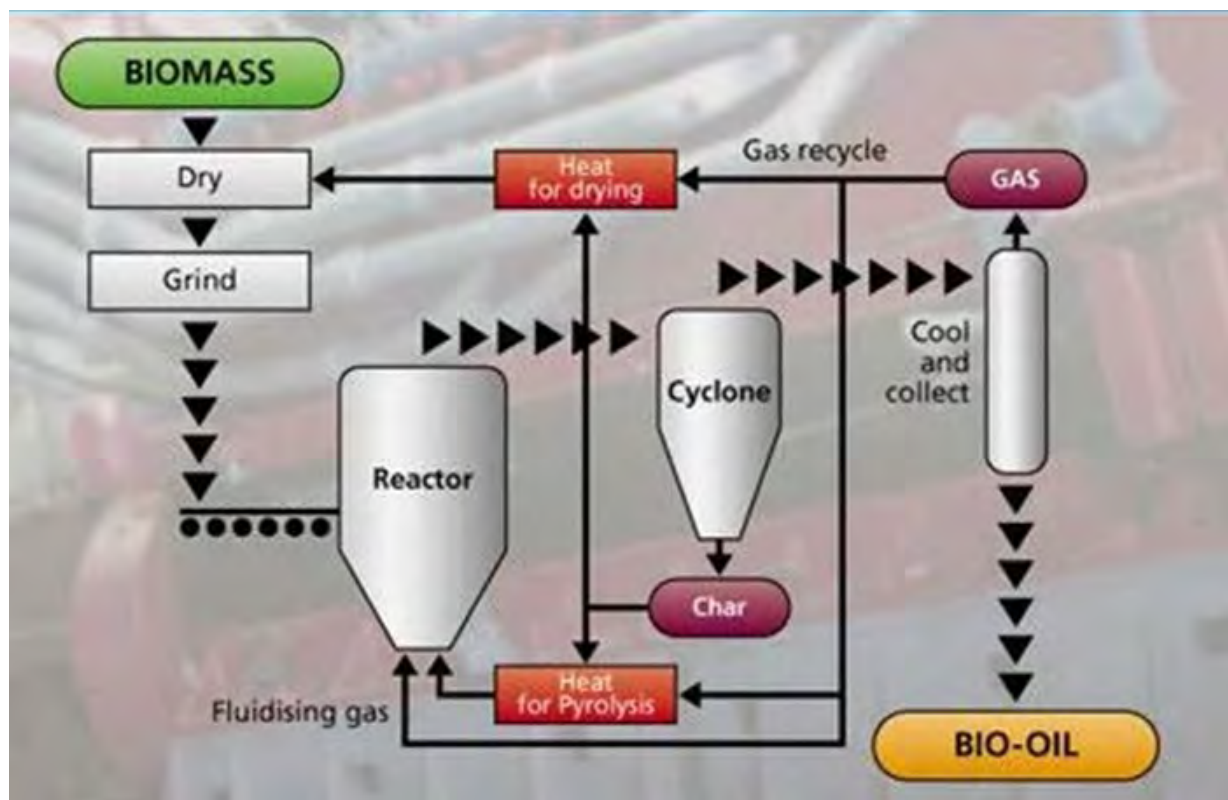 BIOMASS
Dry
Grind
Heat
for drying
Gas recycle
GAS
Cool
and
collect
Cyclone
Reactor
Char
Heat
for Pyrolysis
Fluidising gas
BIO-OIL